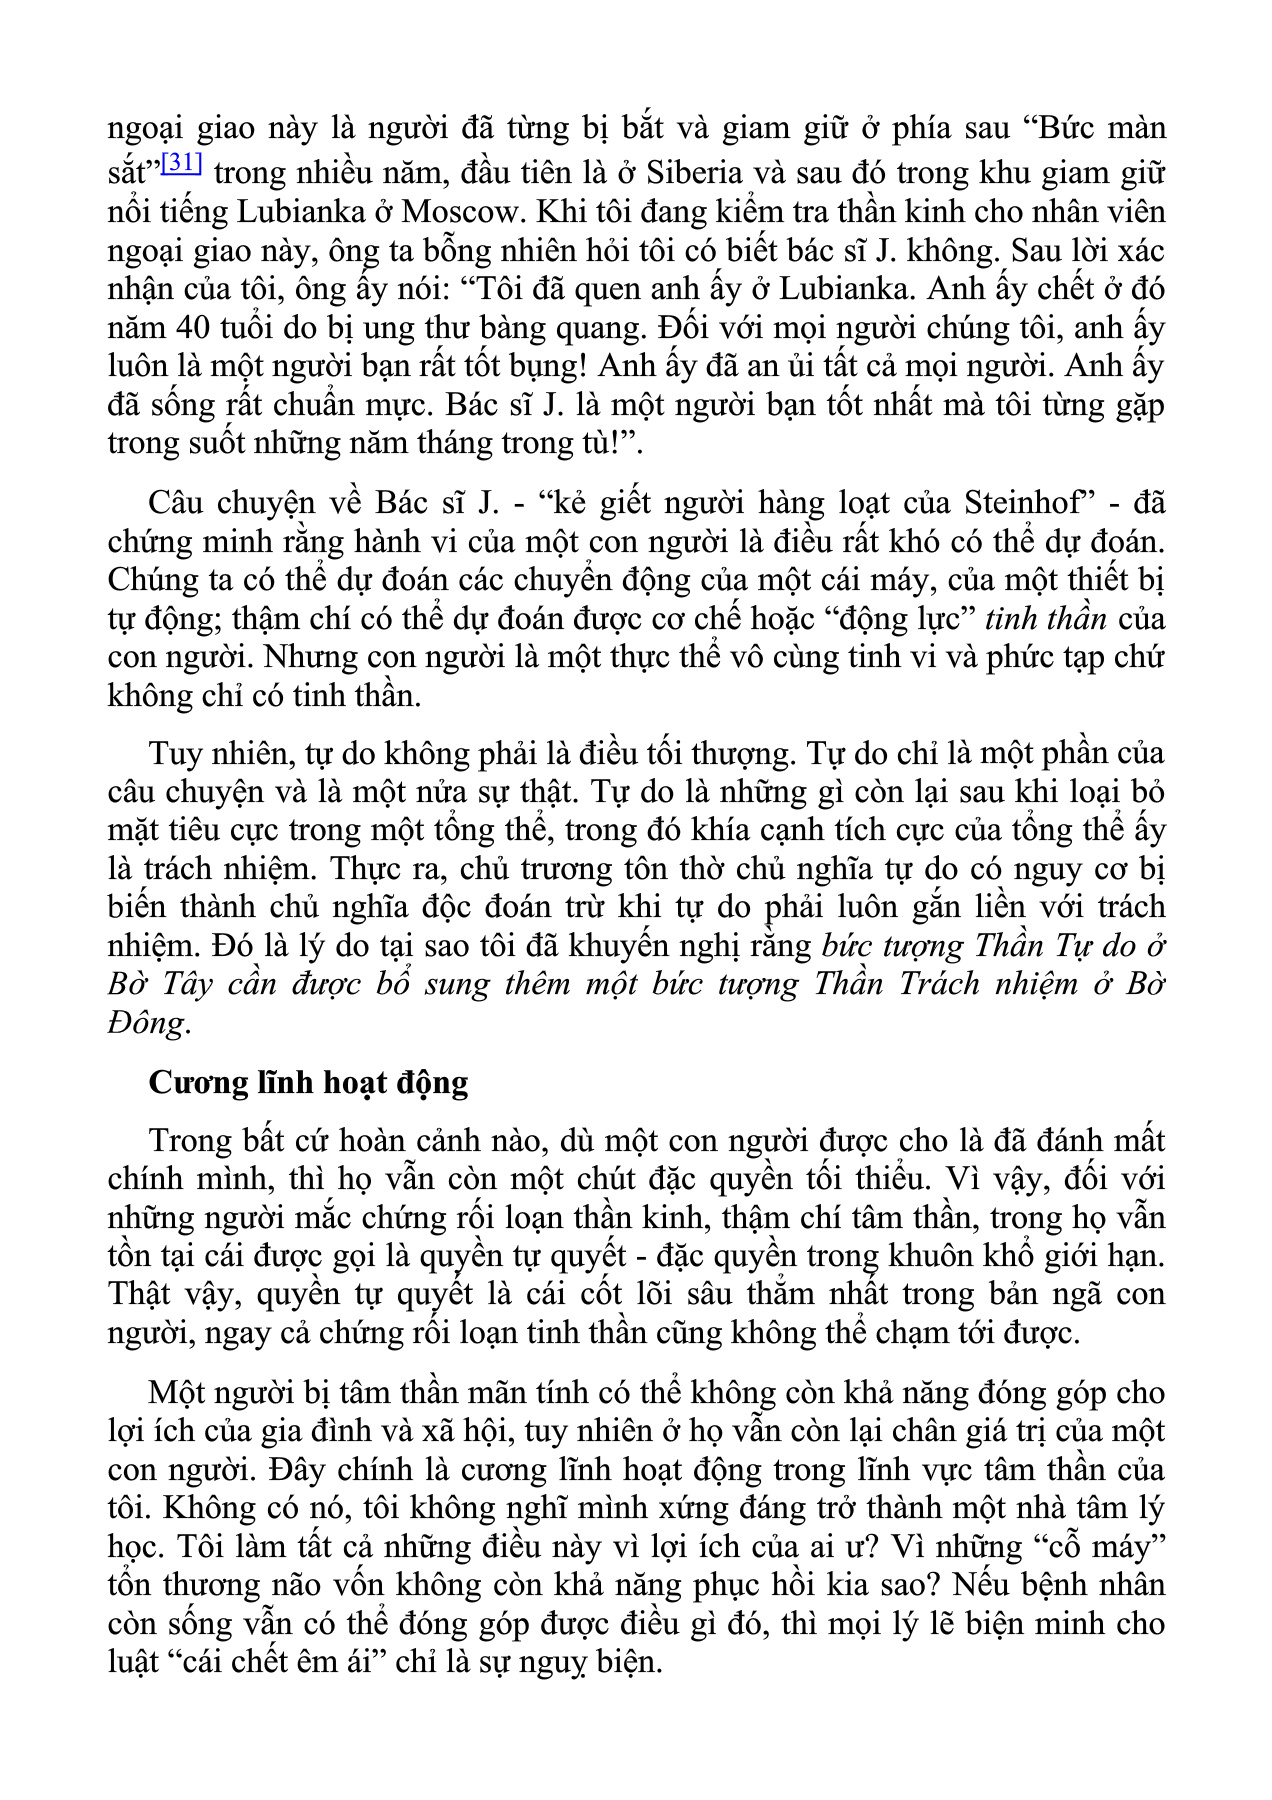 ngoại giao này là người đã từng bị bắt và giam giữ ở phía sau “Bức màn
sắt”[31] trong nhiều năm, đầu tiên là ở Siberia và sau đó trong khu giam giữ
nổi tiếng Lubianka ở Moscow. Khi tôi đang kiểm tra thần kinh cho nhân viên
ngoại giao này, ông ta bỗng nhiên hỏi tôi có biết bác sĩ J. không. Sau lời xác
nhận của tôi, ông ấy nói: “Tôi đã quen anh ấy ở Lubianka. Anh ấy chết ở đó
năm 40 tuổi do bị ung thư bàng quang. Đối với mọi người chúng tôi, anh ấy
luôn là một người bạn rất tốt bụng! Anh ấy đã an ủi tất cả mọi người. Anh ấy
đã sống rất chuẩn mực. Bác sĩ J. là một người bạn tốt nhất mà tôi từng gặp
trong suốt những năm tháng trong tù!”.
Câu chuyện về Bác sĩ J. - “kẻ giết người hàng loạt của Steinhof” - đã
chứng minh rằng hành vi của một con người là điều rất khó có thể dự đoán.
Chúng ta có thể dự đoán các chuyển động của một cái máy, của một thiết bị
tự động; thậm chí có thể dự đoán được cơ chế hoặc “động lực” tinh thần của
con người. Nhưng con người là một thực thể vô cùng tinh vi và phức tạp chứ
không chỉ có tinh thần.
Tuy nhiên, tự do không phải là điều tối thượng. Tự do chỉ là một phần của
câu chuyện và là một nửa sự thật. Tự do là những gì còn lại sau khi loại bỏ
mặt tiêu cực trong một tổng thể, trong đó khía cạnh tích cực của tổng thể ấy
là trách nhiệm. Thực ra, chủ trương tôn thờ chủ nghĩa tự do có nguy cơ bị
biến thành chủ nghĩa độc đoán trừ khi tự do phải luôn gắn liền với trách
nhiệm. Đó là lý do tại sao tôi đã khuyến nghị rằng bức tượng Thần Tự do ở
Bờ Tây cần được bổ sung thêm một bức tượng Thần Trách nhiệm ở Bờ
Đông.
Cương lĩnh hoạt động
Trong bất cứ hoàn cảnh nào, dù một con người được cho là đã đánh mất
chính mình, thì họ vẫn còn một chút đặc quyền tối thiểu. Vì vậy, đối với
những người mắc chứng rối loạn thần kinh, thậm chí tâm thần, trong họ vẫn
tồn tại cái được gọi là quyền tự quyết - đặc quyền trong khuôn khổ giới hạn.
Thật vậy, quyền tự quyết là cái cốt lõi sâu thẳm nhất trong bản ngã con
người, ngay cả chứng rối loạn tinh thần cũng không thể chạm tới được.
Một người bị tâm thần mãn tính có thể không còn khả năng đóng góp cho
lợi ích của gia đình và xã hội, tuy nhiên ở họ vẫn còn lại chân giá trị của một
con người. Đây chính là cương lĩnh hoạt động trong lĩnh vực tâm thần của
tôi. Không có nó, tôi không nghĩ mình xứng đáng trở thành một nhà tâm lý
học. Tôi làm tất cả những điều này vì lợi ích của ai ư? Vì những “cỗ máy”
tổn thương não vốn không còn khả năng phục hồi kia sao? Nếu bệnh nhân
còn sống vẫn có thể đóng góp được điều gì đó, thì mọi lý lẽ biện minh cho
luật “cái chết êm ái” chỉ là sự nguỵ biện.